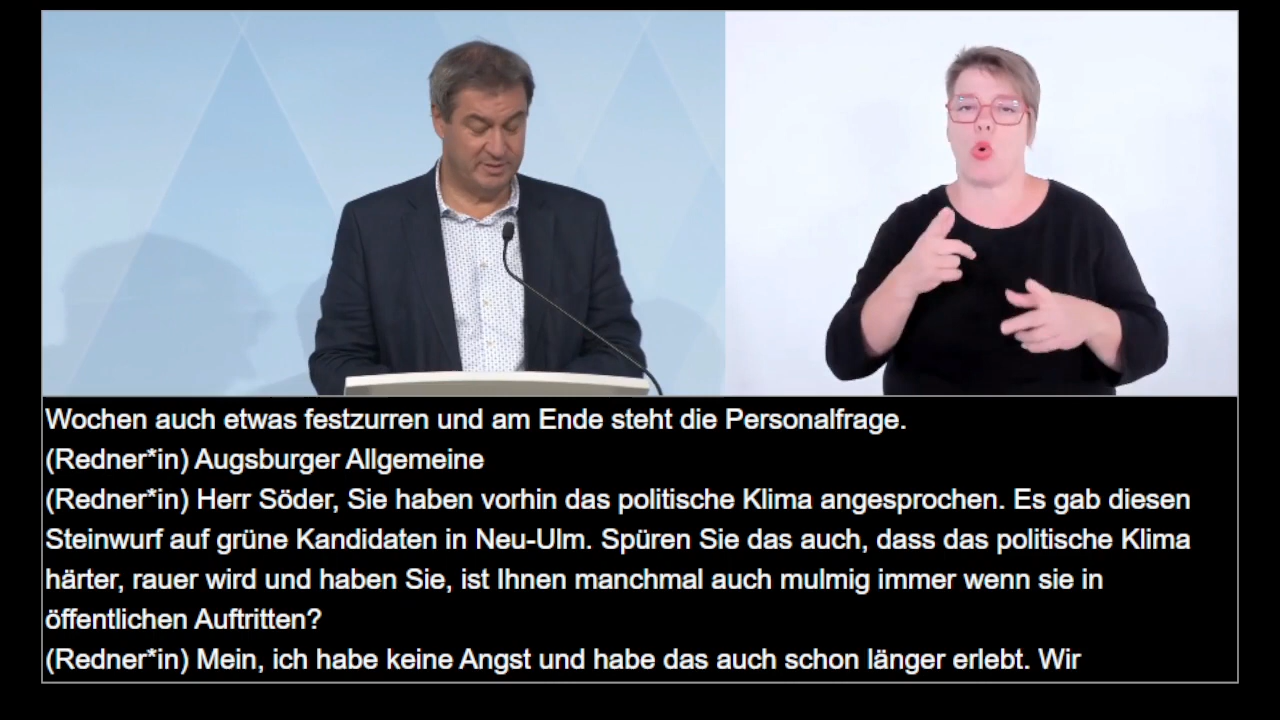 Wochen auch etwas festzurren und am Ende steht die Personalfrage.
(Redner*in) Augsburger Allgemeine
(Redner*in) Herr Söder, Sie haben vorhin das politische Klima angesprochen. Es gab diesen
Steinwurf auf grüne Kandidaten in Neu-Ulm. Spüren Sie das auch, dass das politische Klima
härter, rauer wird und haben Sie, ist Ihnen manchmal auch mulmig immer wenn sie in
öffentlichen Auftritten?
(Redner*in) Mein, ich habe keine Angst und habe das auch schon länger erlebt. Wir